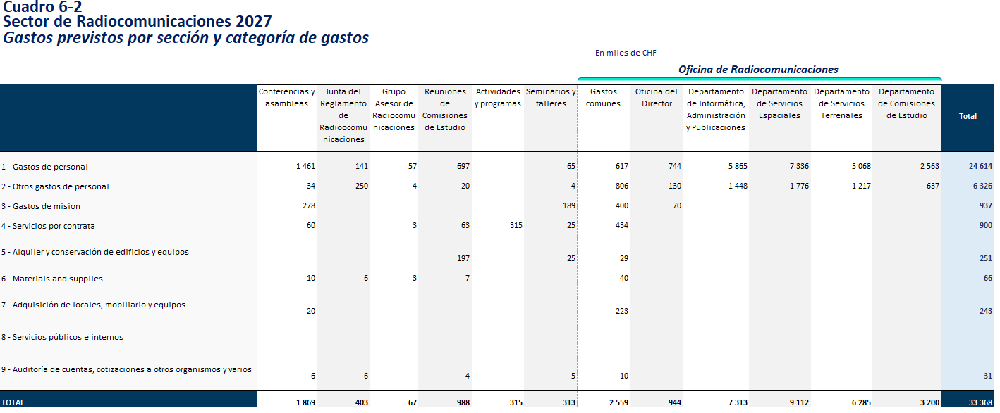 Cuadro 6-2
Sector de Radiocomunicaciones 2027
Gastos previstos por sección y categoría de gastos
En miles de CHF
Oficina de Radiocomunicaciones
Conferencias y asambleas
Junta del Reglamento de Radioocomu nicaciones
Grupo Asesor de Radiocomu nicaciones
Reuniones de Comisiones de Estudio
Actividades y programas
Seminarios y talleres
Gastos comunes
Oficina del Director
Departamento de Informática, Administración y Publicaciones
Departamento de Servicios Espaciales
Departamento de Servicios Terrenales
Departamento de Comisiones de Estudio
Total
1 - Gastos de personal 1 461 141 57 697 65 617 744 5 865 7 336 5 068 2 563 24 614
2 - Otros gastos de personal 34 250 4 20 4 806 130 1 448 1 776 1 217 637 6 326
3 - Gastos de misión 278 189 400 70 937
4 - Servicios por contrata 60 3 63 315 25 434 900
5 - Alquiler y conservación de edificios y equipos 197 25 29 251
6 - Materials and supplies 10 6 3 7 40 66
7 - Adquisición de locales, mobiliario y equipos 20 223 243
8 - Servicios públicos e internos
9 - Auditoría de cuentas, cotizaciones a otros organismos y varios 6 6 4 5 10 31
TOTAL 1 869 403 67 988 315 313 2 559 944 7 313 9 112 6 285 3 200 33 368